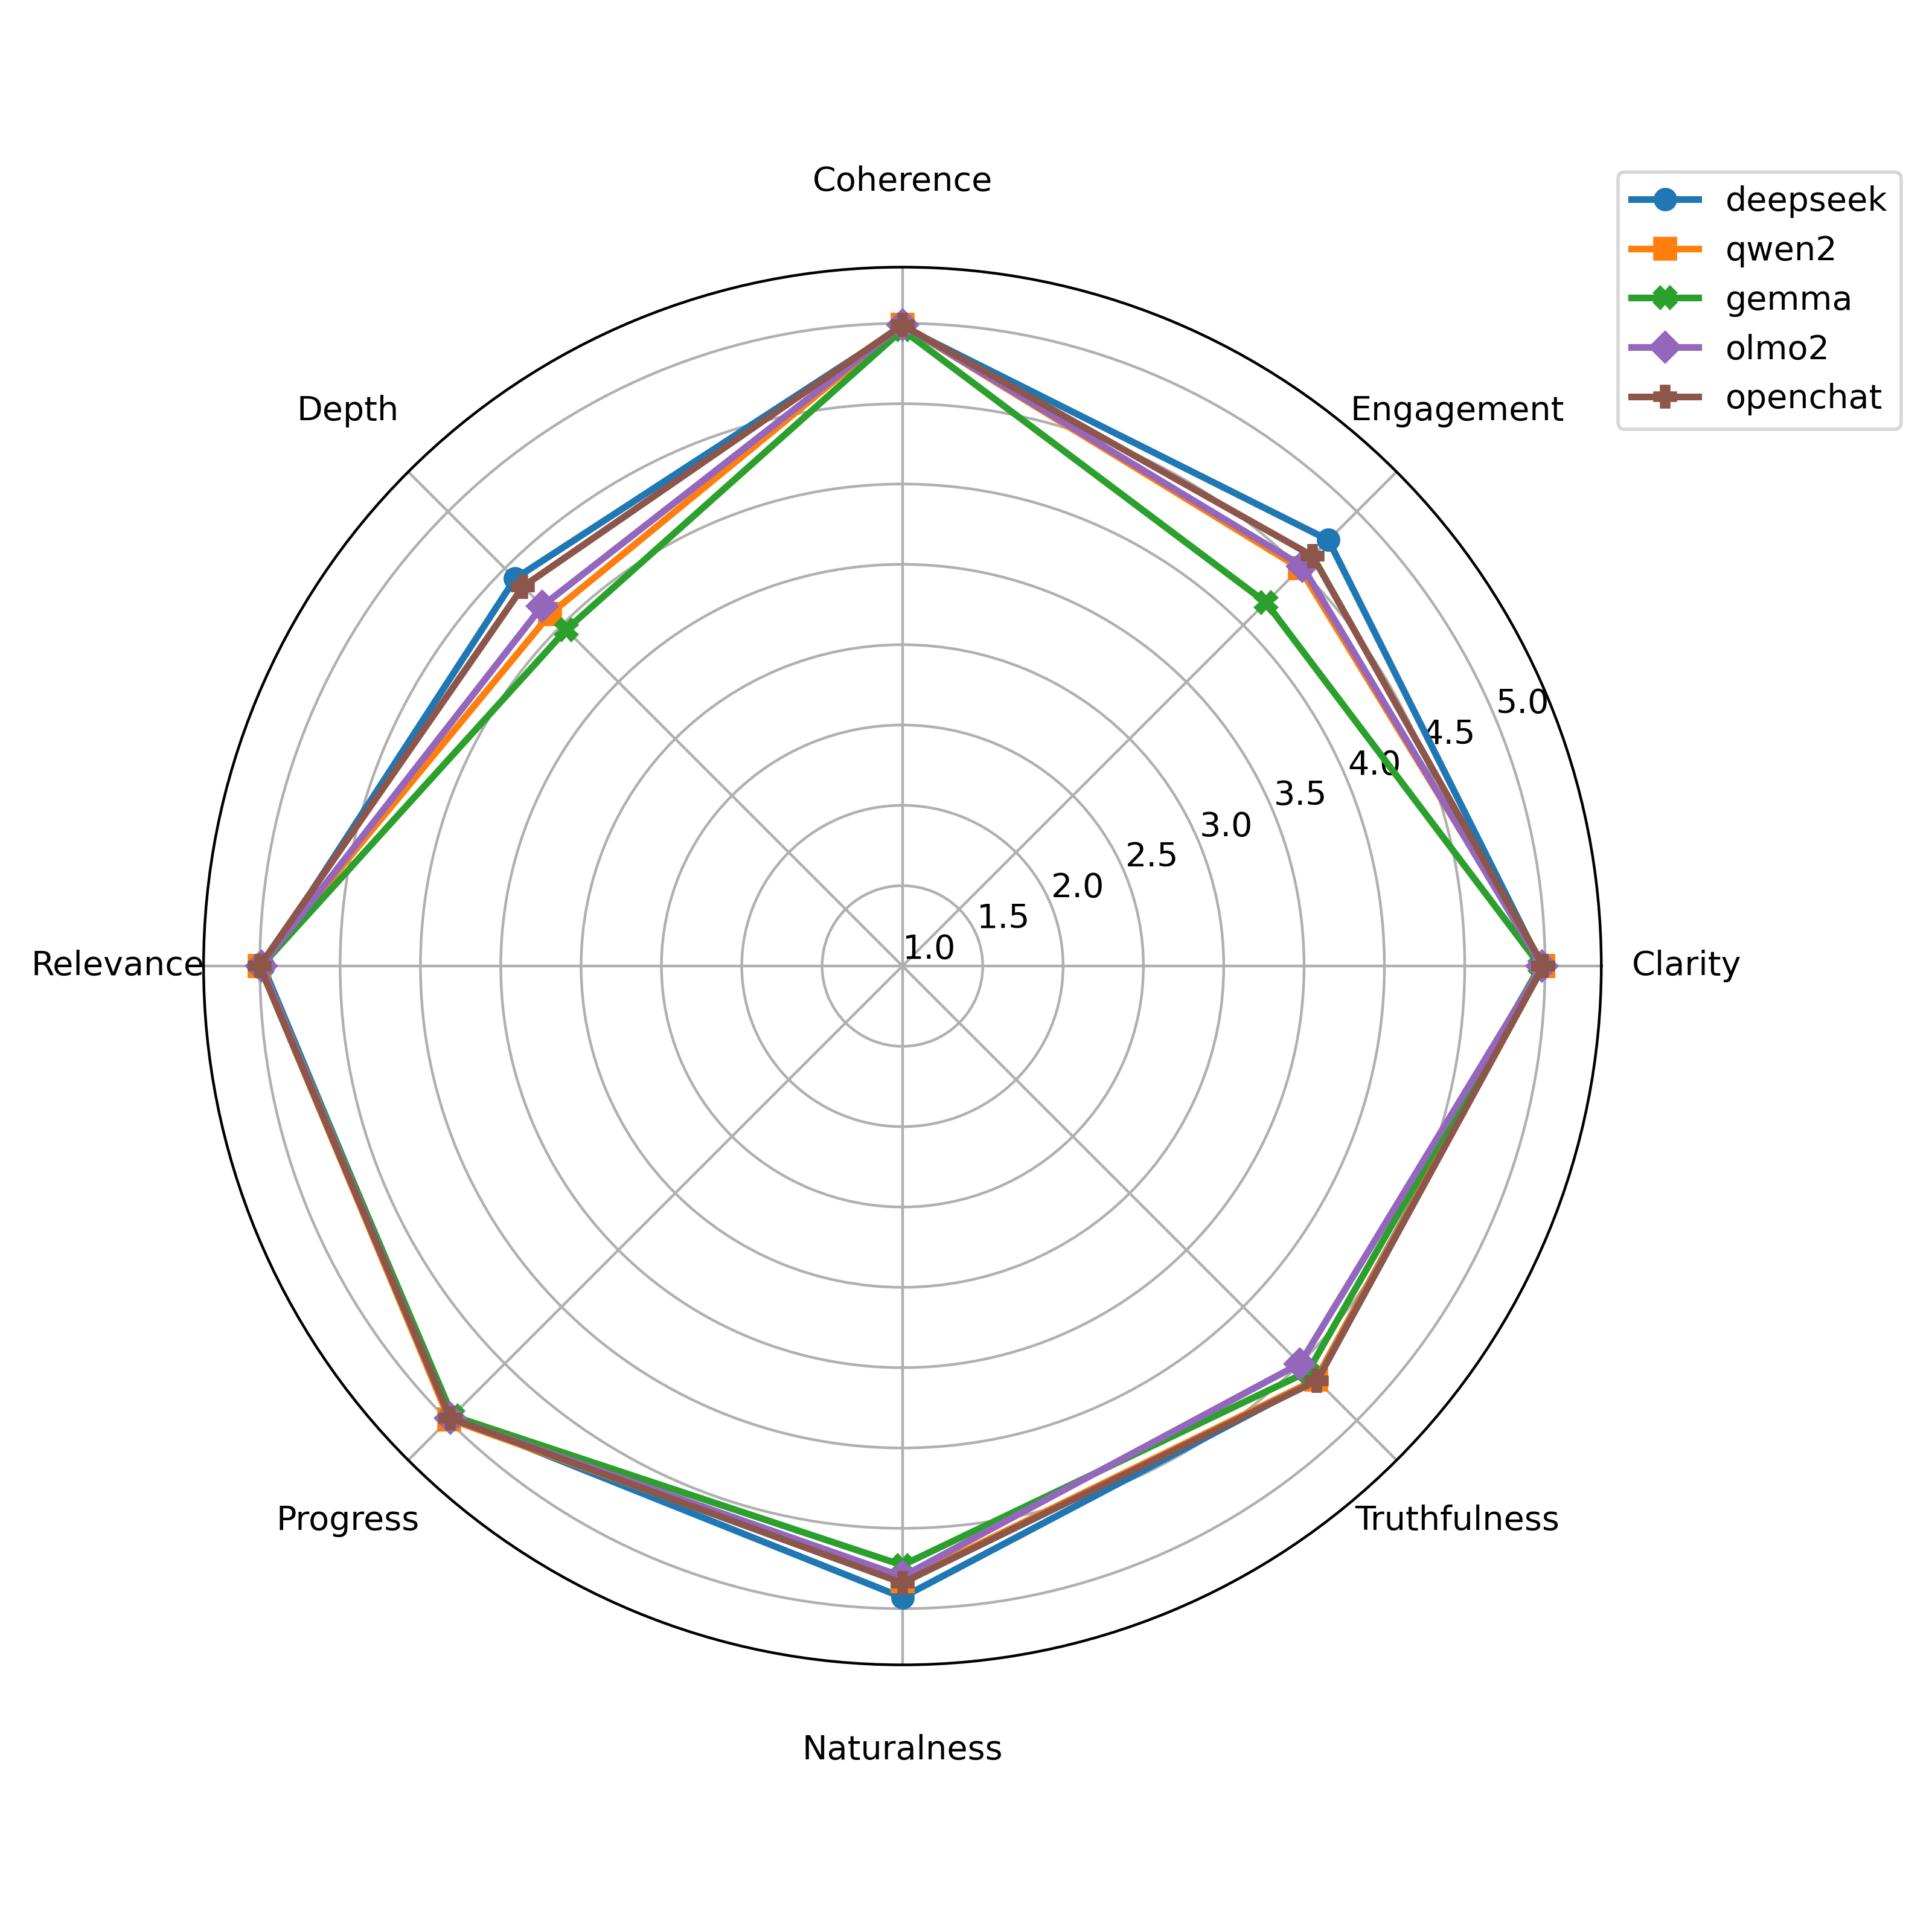 Coherence
deepseek
qwen2
gemma
olmo2
openchat
Depth
Engagement
5.0
4.5
4.0
3.5
3.0
2.5
2.0
1.5
1.0
Relevance
Clarity
Progress
Truthfulness
Naturalness